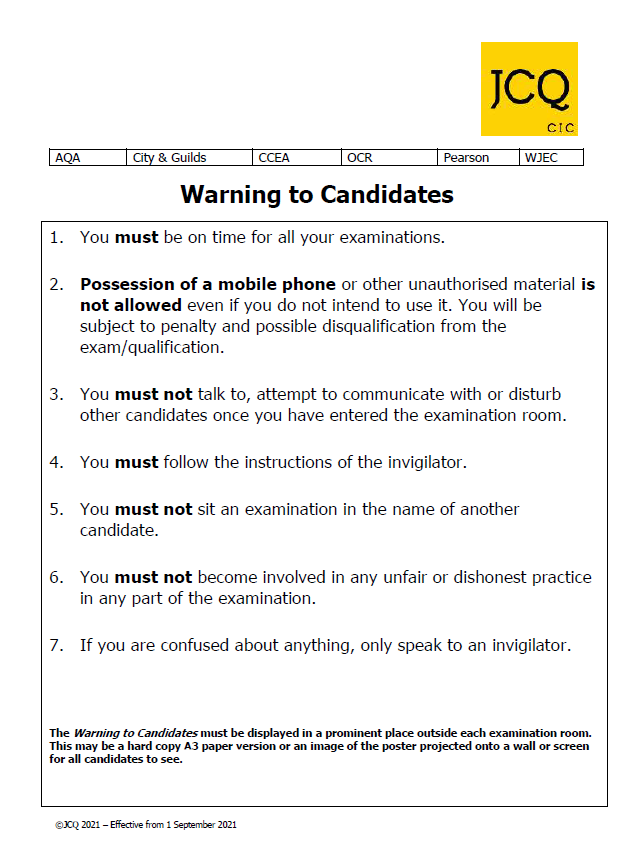 JCQ
CIC
AQA City & Guilds CCEA OCR Pearson WJEC
Warning to Candidates
1. You must be on time for all your examinations.
2. Possession of a mobile phone or other unauthorised material is
not allowed even if you do not intend to use it. You will be
subject to penalty and possible disqualification from the
exam/qualification.
3. You must not talk to, attempt to communicate with or disturb
other candidates once you have entered the examination room.
4. You must follow the instructions of the invigilator.
5. You must not sit an examination in the name of another
candidate.
6. You must not become involved in any unfair or dishonest practice
in any part of the examination.
7. If you are confused about anything, only speak to an invigilator.
The Warning to Candidates must be displayed in a prominent place outside each examination room.
This may be a hard copy A3 paper version or an image of the poster projected onto a wall or screen
for all candidates to see.
©JCQ 2021 – Effective from 1 September 2021